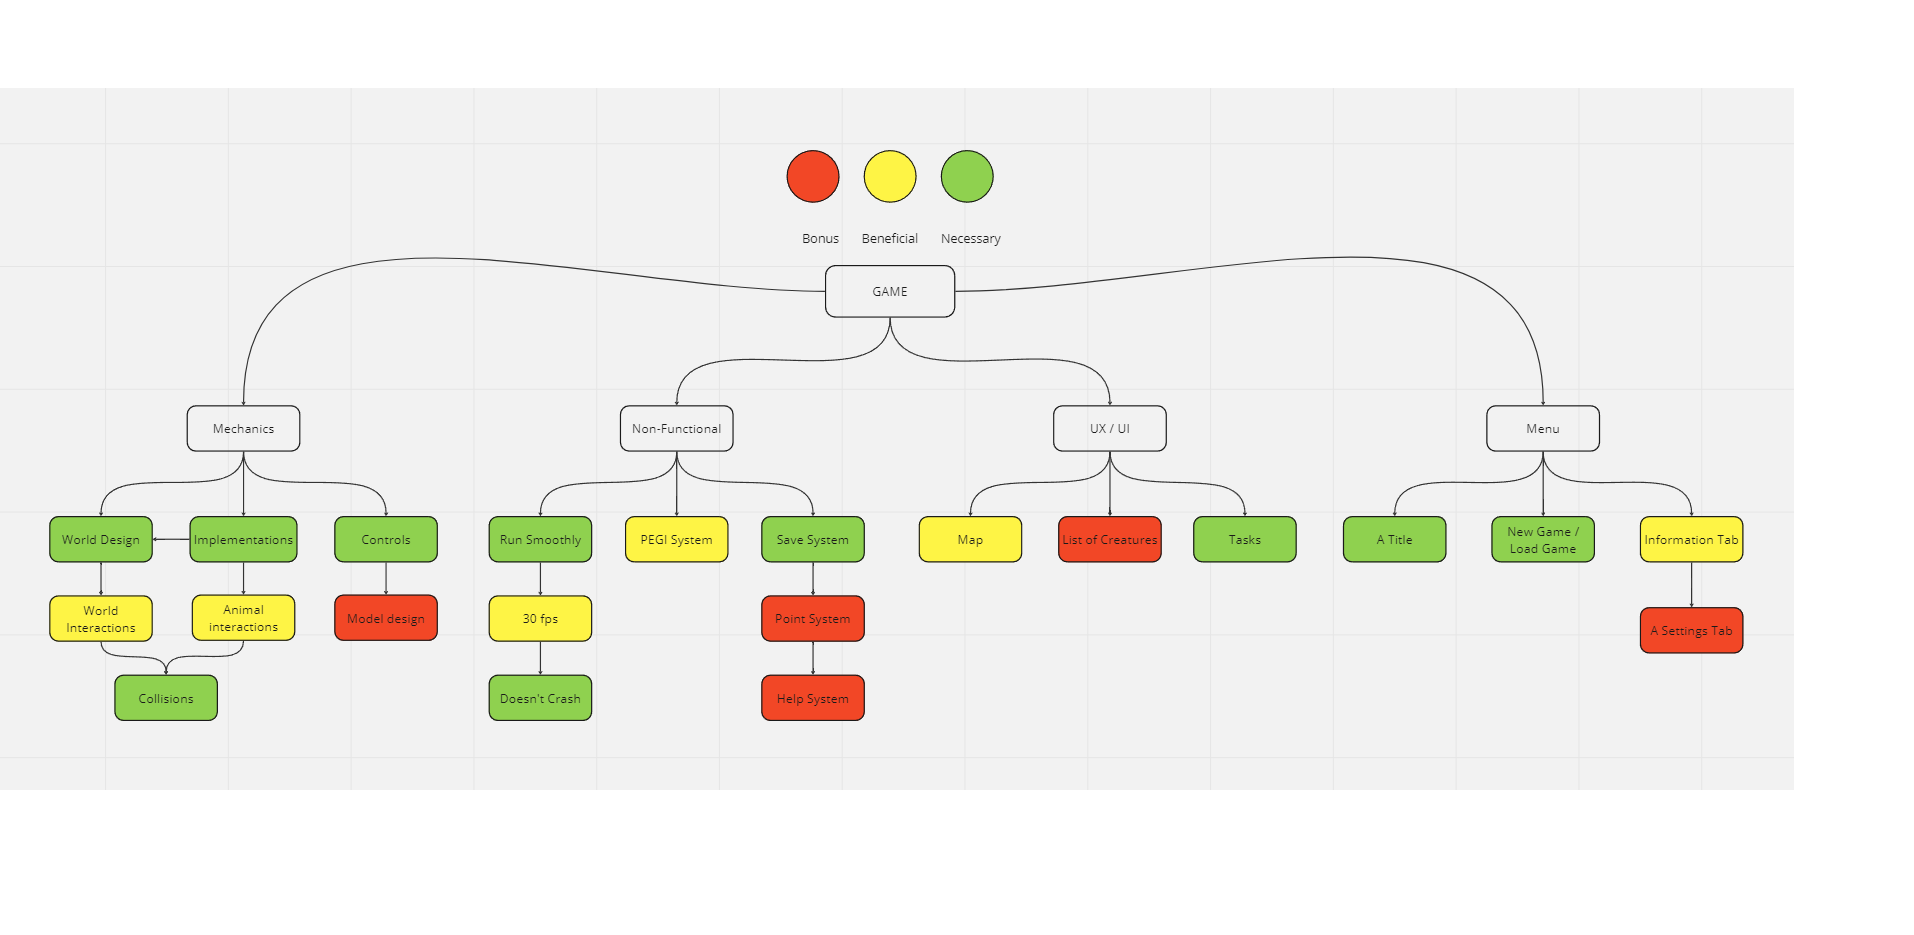 Bonus
Beneficial
Necessary
GAME
Mechanics
Non-Functional
UX / UI
Menu
World Design
Implementations
Controls
Run Smoothly
PEGI System
Save System
Map
List of Creatures
Tasks
A Title
New Game /
Load Game
Information Tab
World
Interactions
Animal
interactions
Model design
30 fps
Point System
A Settings Tab
Collisions
Doesn't Crash
Help System